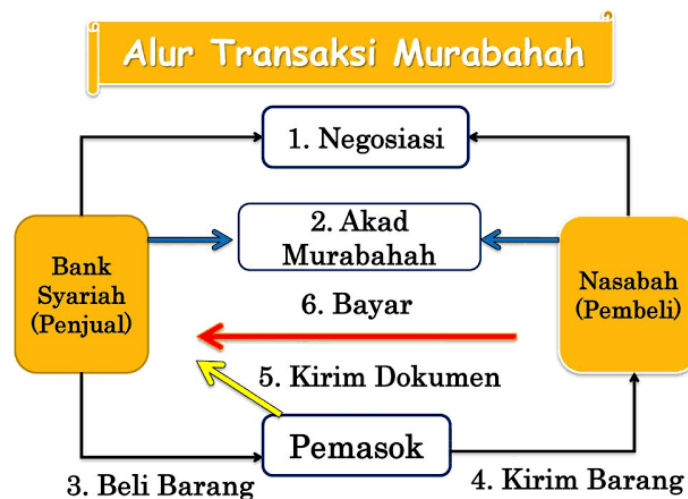 Alur Transaksi Murabahah
1. Negosiasi
2. Akad
Murabahah
Bank
Syariah
(Penjual)
Nasabah
(Pembeli)
6. Bayar
5. Kirim Dokumen
Pemasok
3. Beli Barang
4. Kirim Barang